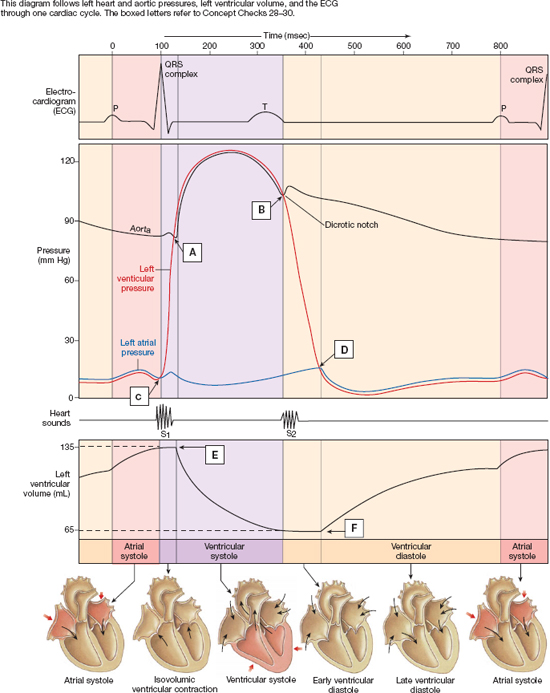 This diagram follows left heart and aortic pressures, left ventricular volume, and the ECG
through one cardiac cycle. The boxed letters refer to Concept Checks 28–30.
Time (msec)
0 100 200 300 400 500 600 700 800
QRS
complex
QRS
complex
Electro-
cardiogram
(ECG)
P
T
P
120
90
60
30
0
Pressure
(mm Hg)
Aorta
A
B
Dicrotic notch
Left
venticular
pressure
Left atrial
pressure
D
C
Heart
sounds
S1
S2
135
65
Left
ventricular
volume (mL)
E
F
Atrial
systole
Ventricular
systole
Ventricular
diastole
Atrial
systole
Atrial systole
Isovolumic
ventricular contraction
Ventricular systole
Early ventricular
diastole
Late ventricular
diastole
Atrial systole